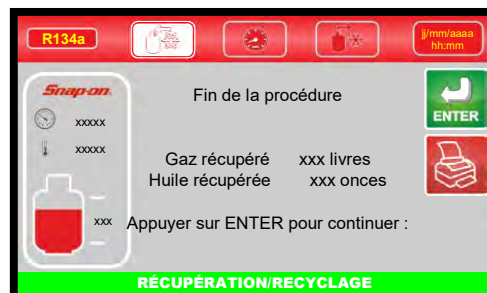 R134a
jj/mm/aaaa
hh:mm
Snap-on
xxxxx
xxxxx
xxx
Fin de la procédure
Gaz récupéré xxx livres
Huile récupérée xxx onces
Appuyer sur ENTER pour continuer :
ENTER
RÉCUPÉRATION/RECYCLAGE